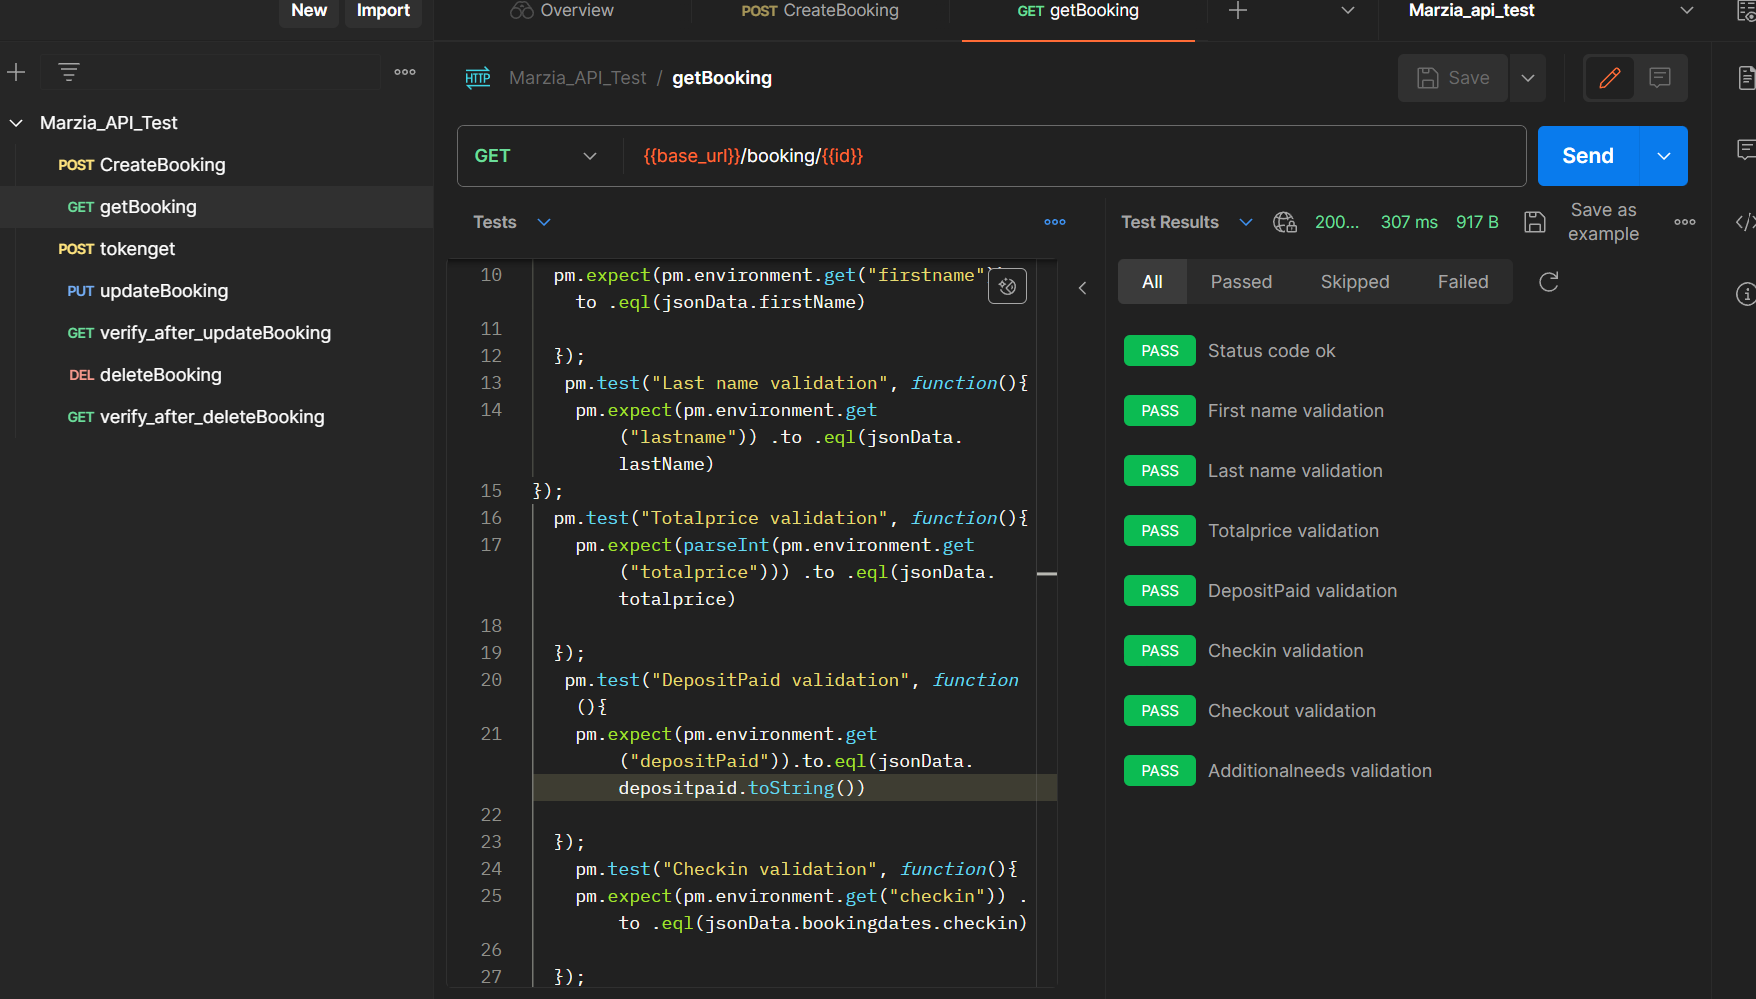 New Import
Overview POST CreateBooking GET getBooking Marzia_api_test
HTTP Marzia_API_Test / getBooking Save
Marzia_API_Test
POST CreateBooking
GET getBooking
POST tokenget
PUT updateBooking
GET verify_after_updateBooking
DEL deleteBooking
GET verify_after_deleteBooking
GET {{base_url}}/booking/{{id}} Send
Tests
10 pm.expect(pm.environment.get("firstname")
to .eql(jsonData.firstName)
11
12 });
13 pm.test("Last name validation", function(){
14 pm.expect(pm.environment.get
("lastname")) .to .eql(jsonData.
lastName)
15 });
16 pm.test("Totalprice validation", function(){
17 pm.expect(parseInt(pm.environment.get
("totalprice"))) .to .eql(jsonData.
totalprice)
18
19 });
20 pm.test("DepositPaid validation", function
(){
21 pm.expect(pm.environment.get
("depositPaid")).to.eql(jsonData.
depositpaid.toString())
22
23 });
24 pm.test("Checkin validation", function(){
25 pm.expect(pm.environment.get("checkin")) .
to .eql(jsonData.bookingdates.checkin)
26
27 });
Test Results 200... 307 ms 917 B Save as
example
All Passed Skipped Failed
PASS Status code ok
PASS First name validation
PASS Last name validation
PASS Totalprice validation
PASS DepositPaid validation
PASS Checkin validation
PASS Checkout validation
PASS Additionalneeds validation